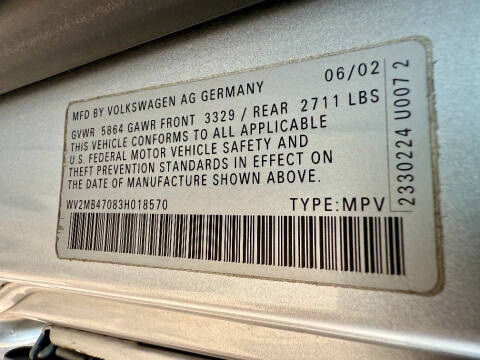 MFD BY VOLKSWAGEN AG GERMANY 06/02
GVWR 5864 GAWR FRONT 3329 / REAR 2711 LBS
THIS VEHICLE CONFORMS TO ALL APPLICABLE
U.S. FEDERAL MOTOR VEHICLE SAFETY AND
THEFT PREVENTION STANDARDS IN EFFECT ON
THE DATE OF MANUFACTURE SHOWN ABOVE.
WV2MB47083H018570 TYPE:MPV
2330224 U007 2